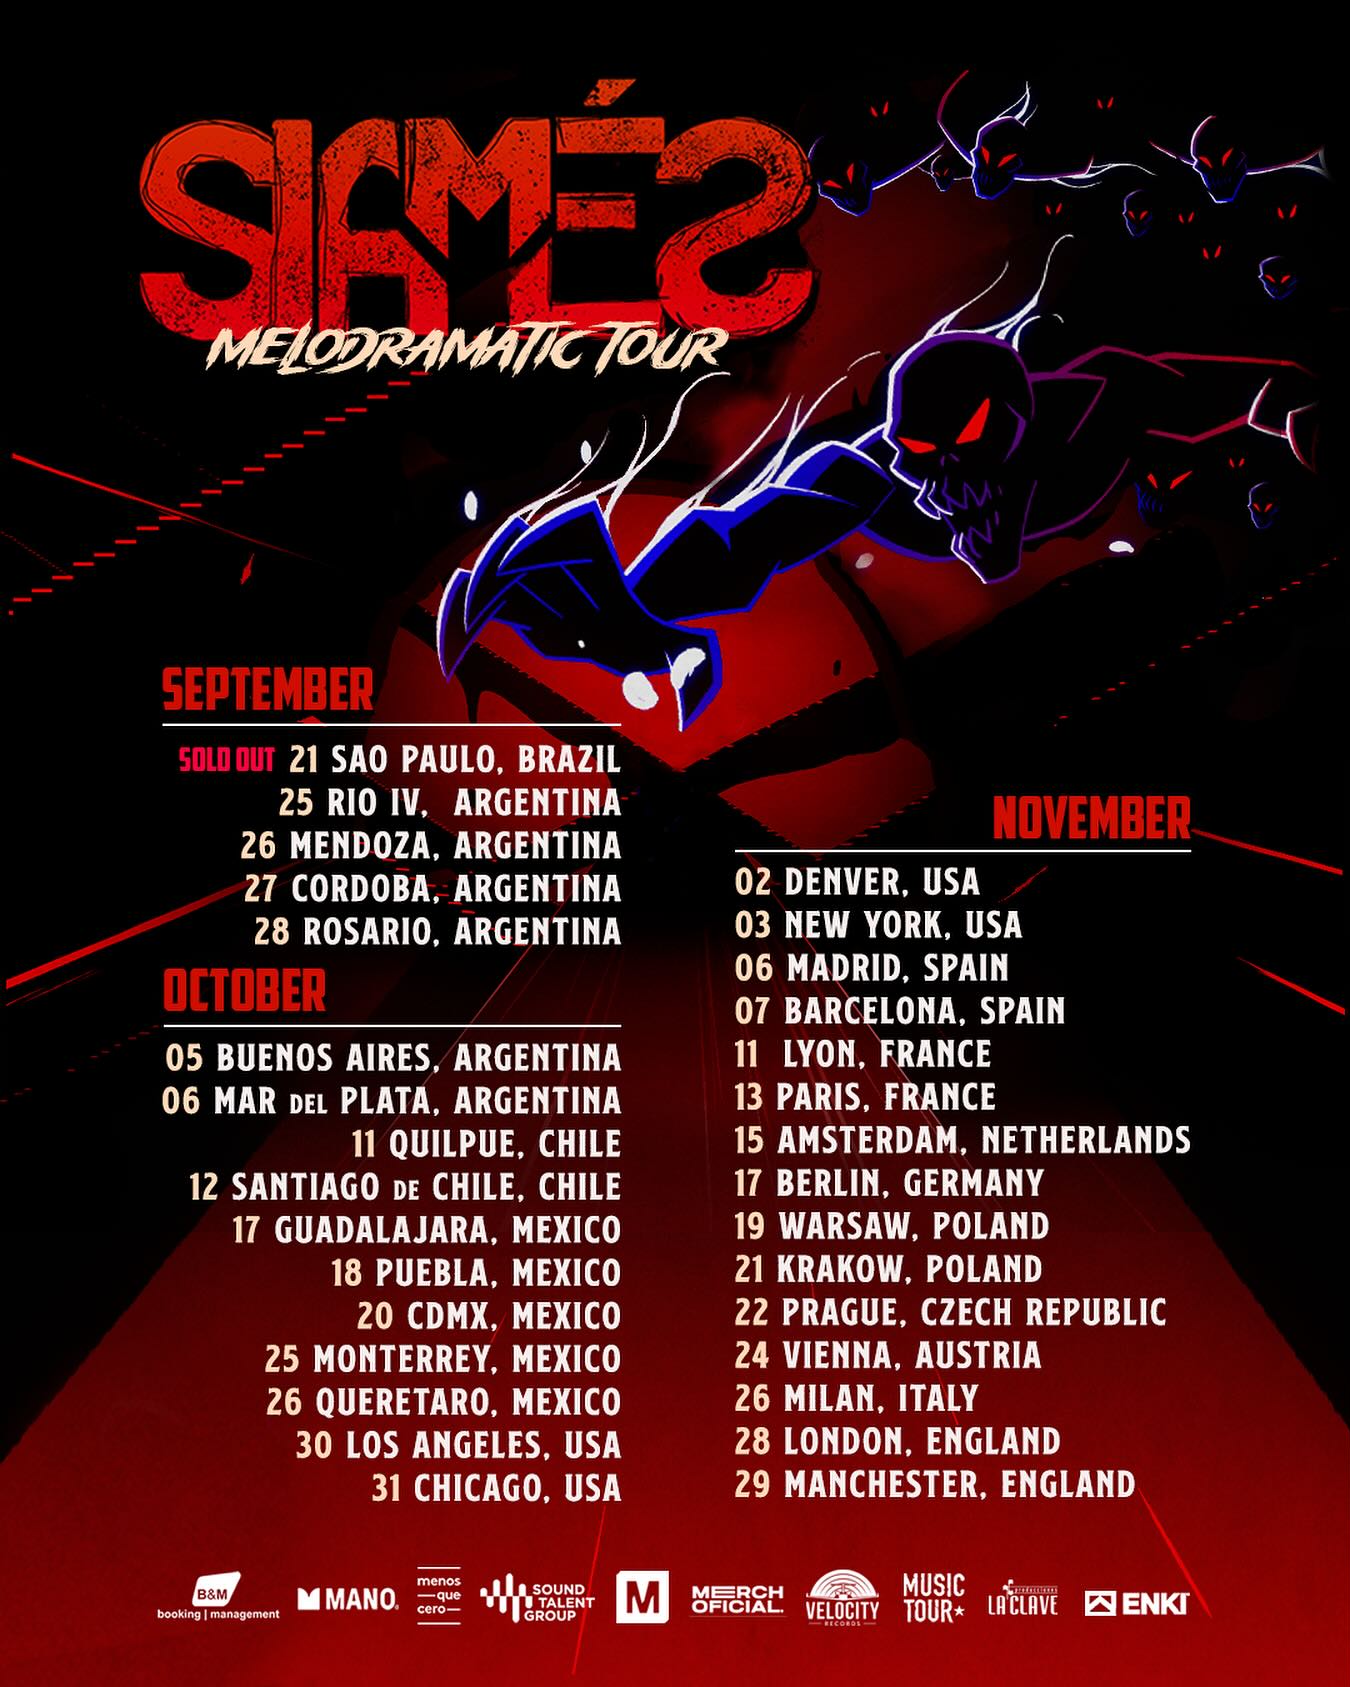 SIAMÉS
MELODRAMATIC TOUR
SEPTEMBER
SOLD OUT 21 SAO PAULO, BRAZIL
25 RIO IV, ARGENTINA
26 MENDOZA, ARGENTINA
27 CORDOBA, ARGENTINA
28 ROSARIO, ARGENTINA
OCTOBER
05 BUENOS AIRES, ARGENTINA
06 MAR DEL PLATA, ARGENTINA
11 QUILPUE, CHILE
12 SANTIAGO DE CHILE, CHILE
17 GUADALAJARA, MEXICO
18 PUEBLA, MEXICO
20 CDMX, MEXICO
25 MONTERREY, MEXICO
26 QUERETARO, MEXICO
30 LOS ANGELES, USA
31 CHICAGO, USA
NOVEMBER
02 DENVER, USA
03 NEW YORK, USA
06 MADRID, SPAIN
07 BARCELONA, SPAIN
11 LYON, FRANCE
13 PARIS, FRANCE
15 AMSTERDAM, NETHERLANDS
17 BERLIN, GERMANY
19 WARSAW, POLAND
21 KRAKOW, POLAND
22 PRAGUE, CZECH REPUBLIC
24 VIENNA, AUSTRIA
26 MILAN, ITALY
28 LONDON, ENGLAND
29 MANCHESTER, ENGLAND
B&M
booking | management
MANO.
menos
que
cero
SOUND
TALENT
GROUP
M
MERCH
OFICIAL.
VELOCITY
RECORDS
MUSIC
TOUR
producciones
LA CLAVE
ENKI